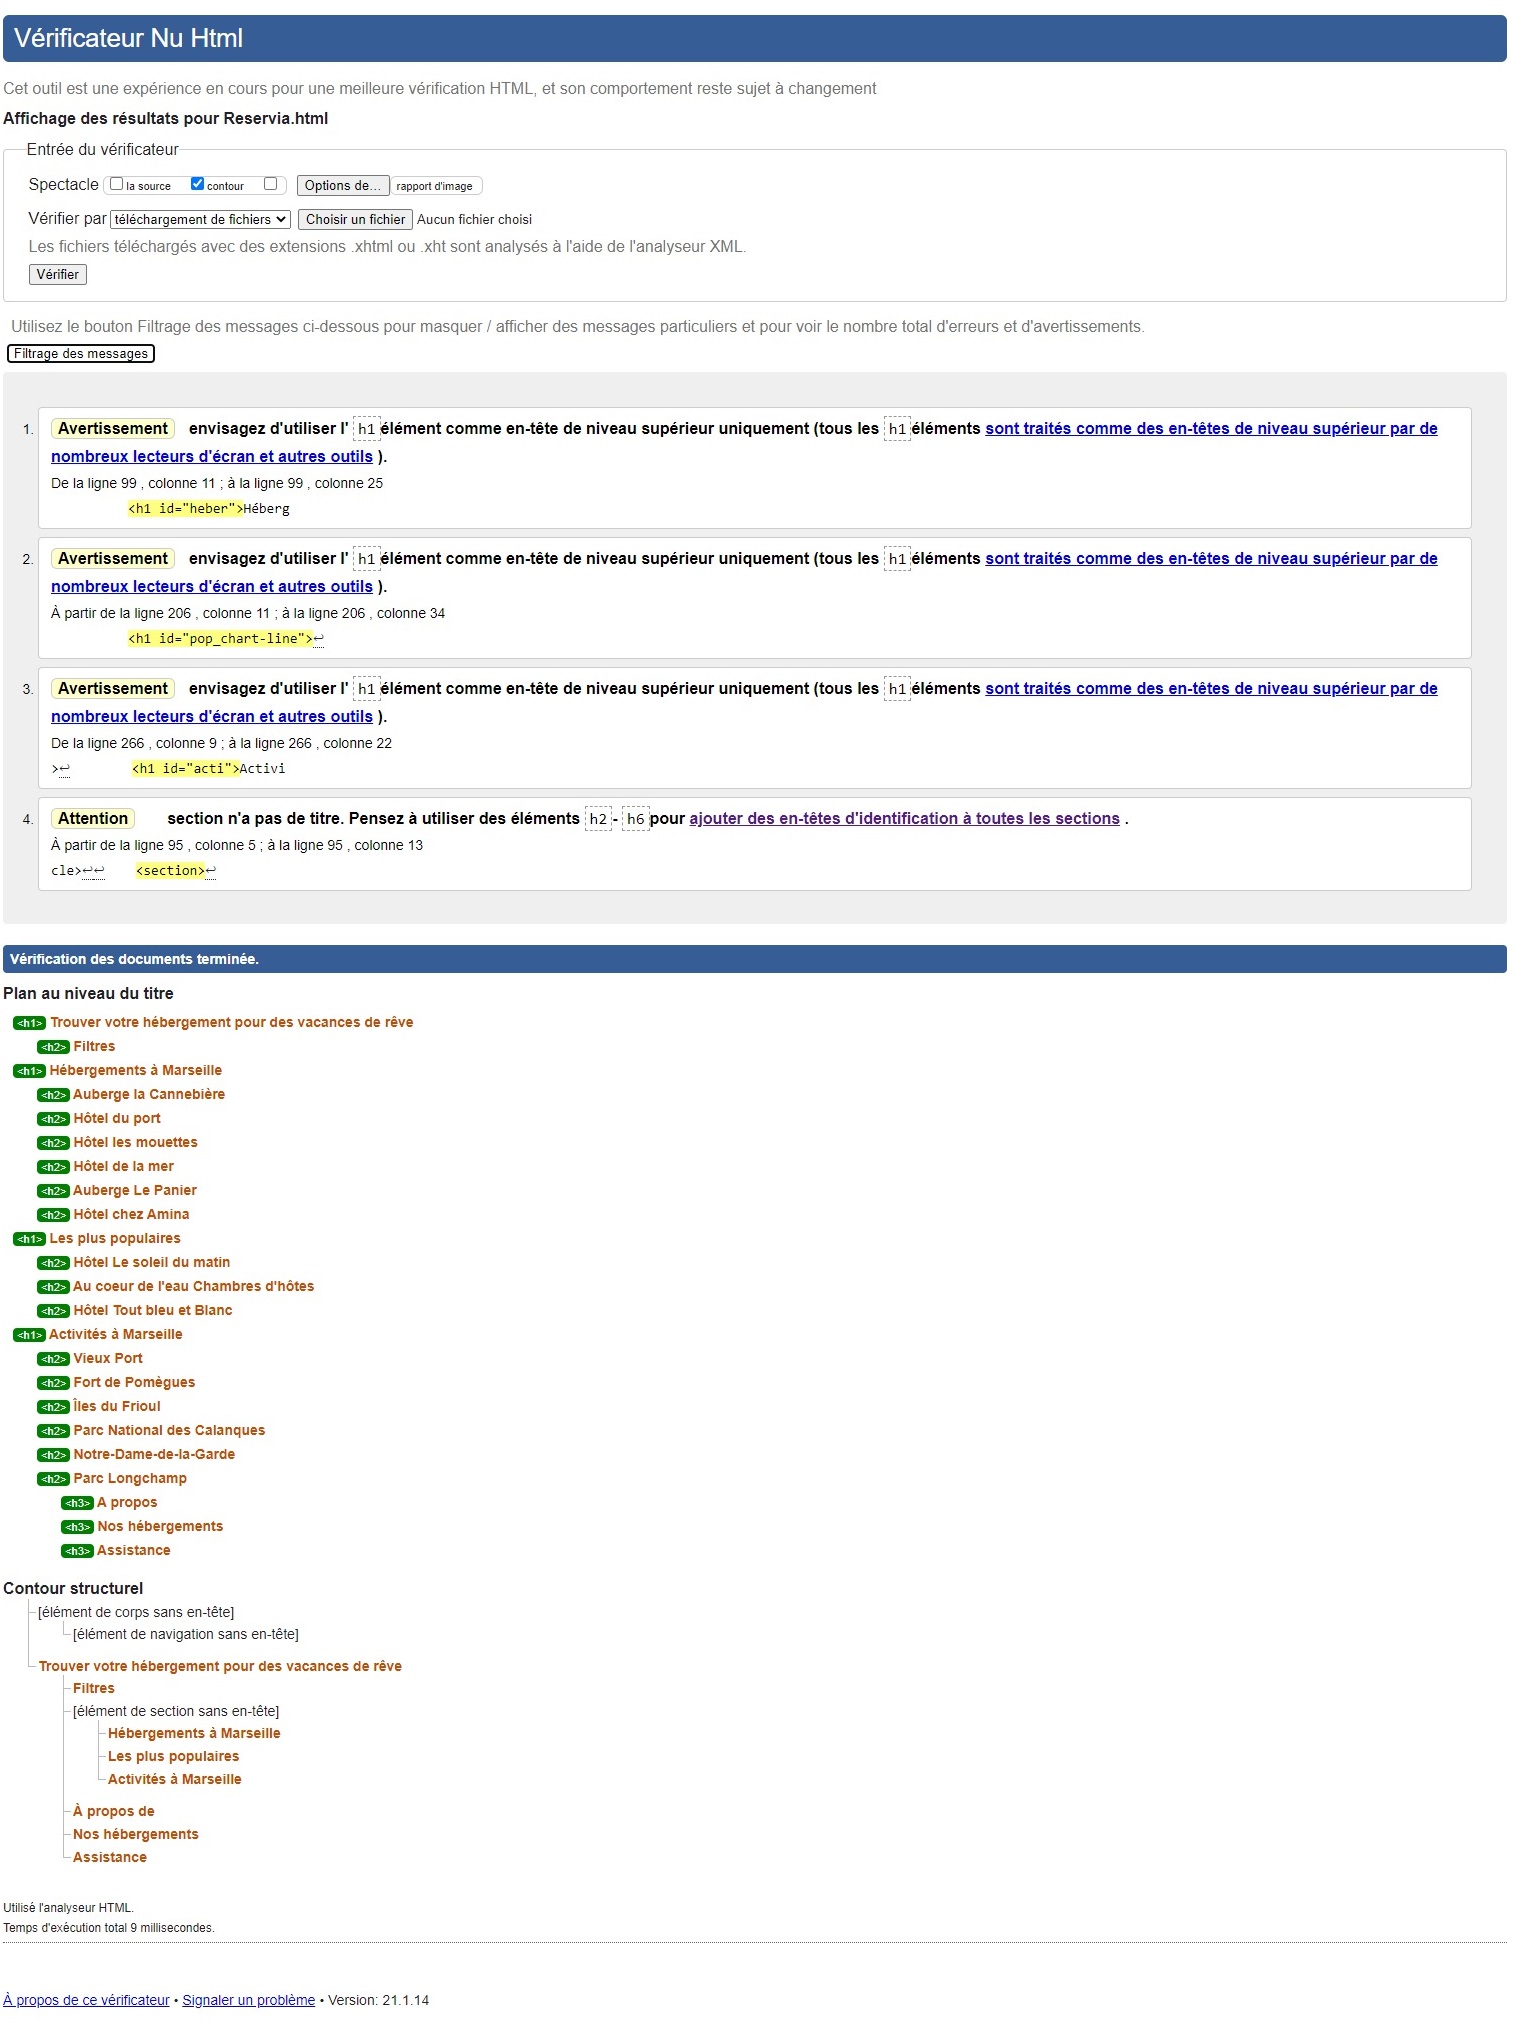 Vérificateur Nu Html
Cet outil est une expérience en cours pour une meilleure vérification HTML, et son comportement reste sujet à changement
Affichage des résultats pour Reservia.html
Entrée du vérificateur
Spectacle la source contour Options de... rapport d'image
Vérifier par téléchargement de fichiers Choisir un fichier Aucun fichier choisi
Les fichiers téléchargés avec des extensions .xhtml ou .xht sont analysés à l'aide de l'analyseur XML.
Vérifier
Utilisez le bouton Filtrage des messages ci-dessous pour masquer / afficher des messages particuliers et pour voir le nombre total d'erreurs et d'avertissements.
Filtrage des messages
1. Avertissement envisagez d'utiliser l' h1 élément comme en-tête de niveau supérieur uniquement (tous les h1 éléments sont traités comme des en-têtes de niveau supérieur par de
nombreux lecteurs d'écran et autres outils ).
De la ligne 99 , colonne 11 ; à la ligne 99 , colonne 25
<h1 id="heber">Héberg
2. Avertissement envisagez d'utiliser l' h1 élément comme en-tête de niveau supérieur uniquement (tous les h1 éléments sont traités comme des en-têtes de niveau supérieur par de
nombreux lecteurs d'écran et autres outils ).
À partir de la ligne 206 , colonne 11 ; à la ligne 206 , colonne 34
<h1 id="pop_chart-line">↩
3. Avertissement envisagez d'utiliser l' h1 élément comme en-tête de niveau supérieur uniquement (tous les h1 éléments sont traités comme des en-têtes de niveau supérieur par de
nombreux lecteurs d'écran et autres outils ).
De la ligne 266 , colonne 9 ; à la ligne 266 , colonne 22
>↩ <h1 id="acti">Activi
4. Attention section n'a pas de titre. Pensez à utiliser des éléments h2 - h6 pour ajouter des en-têtes d'identification à toutes les sections .
À partir de la ligne 95 , colonne 5 ; à la ligne 95 , colonne 13
cle>↩↩ <section>↩
Vérification des documents terminée.
Plan au niveau du titre
<h1> Trouver votre hébergement pour des vacances de rêve
<h2> Filtres
<h1> Hébergements à Marseille
<h2> Auberge la Cannebière
<h2> Hôtel du port
<h2> Hôtel les mouettes
<h2> Hôtel de la mer
<h2> Auberge Le Panier
<h2> Hôtel chez Amina
<h1> Les plus populaires
<h2> Hôtel Le soleil du matin
<h2> Au coeur de l'eau Chambres d'hôtes
<h2> Hôtel Tout bleu et Blanc
<h1> Activités à Marseille
<h2> Vieux Port
<h2> Fort de Pomègues
<h2> Îles du Frioul
<h2> Parc National des Calanques
<h2> Notre-Dame-de-la-Garde
<h2> Parc Longchamp
<h3> A propos
<h3> Nos hébergements
<h3> Assistance
Contour structurel
[élément de corps sans en-tête]
[élément de navigation sans en-tête]
Trouver votre hébergement pour des vacances de rêve
Filtres
[élément de section sans en-tête]
Hébergements à Marseille
Les plus populaires
Activités à Marseille
À propos de
Nos hébergements
Assistance
Utilisé l'analyseur HTML.
Temps d'exécution total 9 millisecondes.
À propos de ce vérificateur • Signaler un problème • Version: 21.1.14